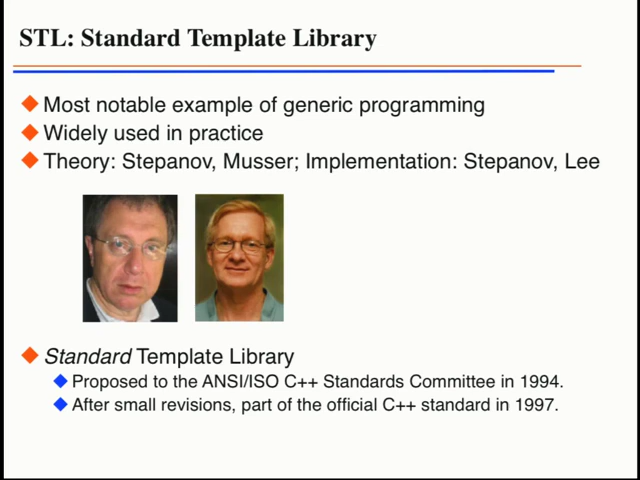 STL: Standard Template Library
Most notable example of generic programming
Widely used in practice
Theory: Stepanov, Musser; Implementation: Stepanov, Lee
Standard Template Library
Proposed to the ANSI/ISO C++ Standards Committee in 1994.
After small revisions, part of the official C++ standard in 1997.